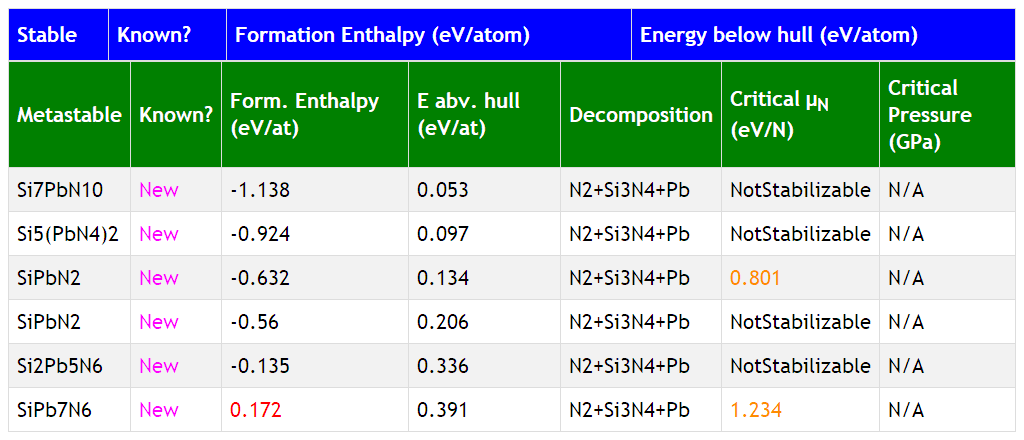 Stable Known? Formation Enthalpy (eV/atom) Energy below hull (eV/atom)
Metastable Known? Form. Enthalpy (eV/at) E abv. hull (eV/at) Decomposition Critical μN (eV/N) Critical Pressure (GPa)
Si7PbN10 New -1.138 0.053 N2+Si3N4+Pb NotStabilizable N/A
Si5(PbN4)2 New -0.924 0.097 N2+Si3N4+Pb NotStabilizable N/A
SiPbN2 New -0.632 0.134 N2+Si3N4+Pb 0.801 N/A
SiPbN2 New -0.56 0.206 N2+Si3N4+Pb NotStabilizable N/A
Si2Pb5N6 New -0.135 0.336 N2+Si3N4+Pb NotStabilizable N/A
SiPb7N6 New 0.172 0.391 N2+Si3N4+Pb 1.234 N/A